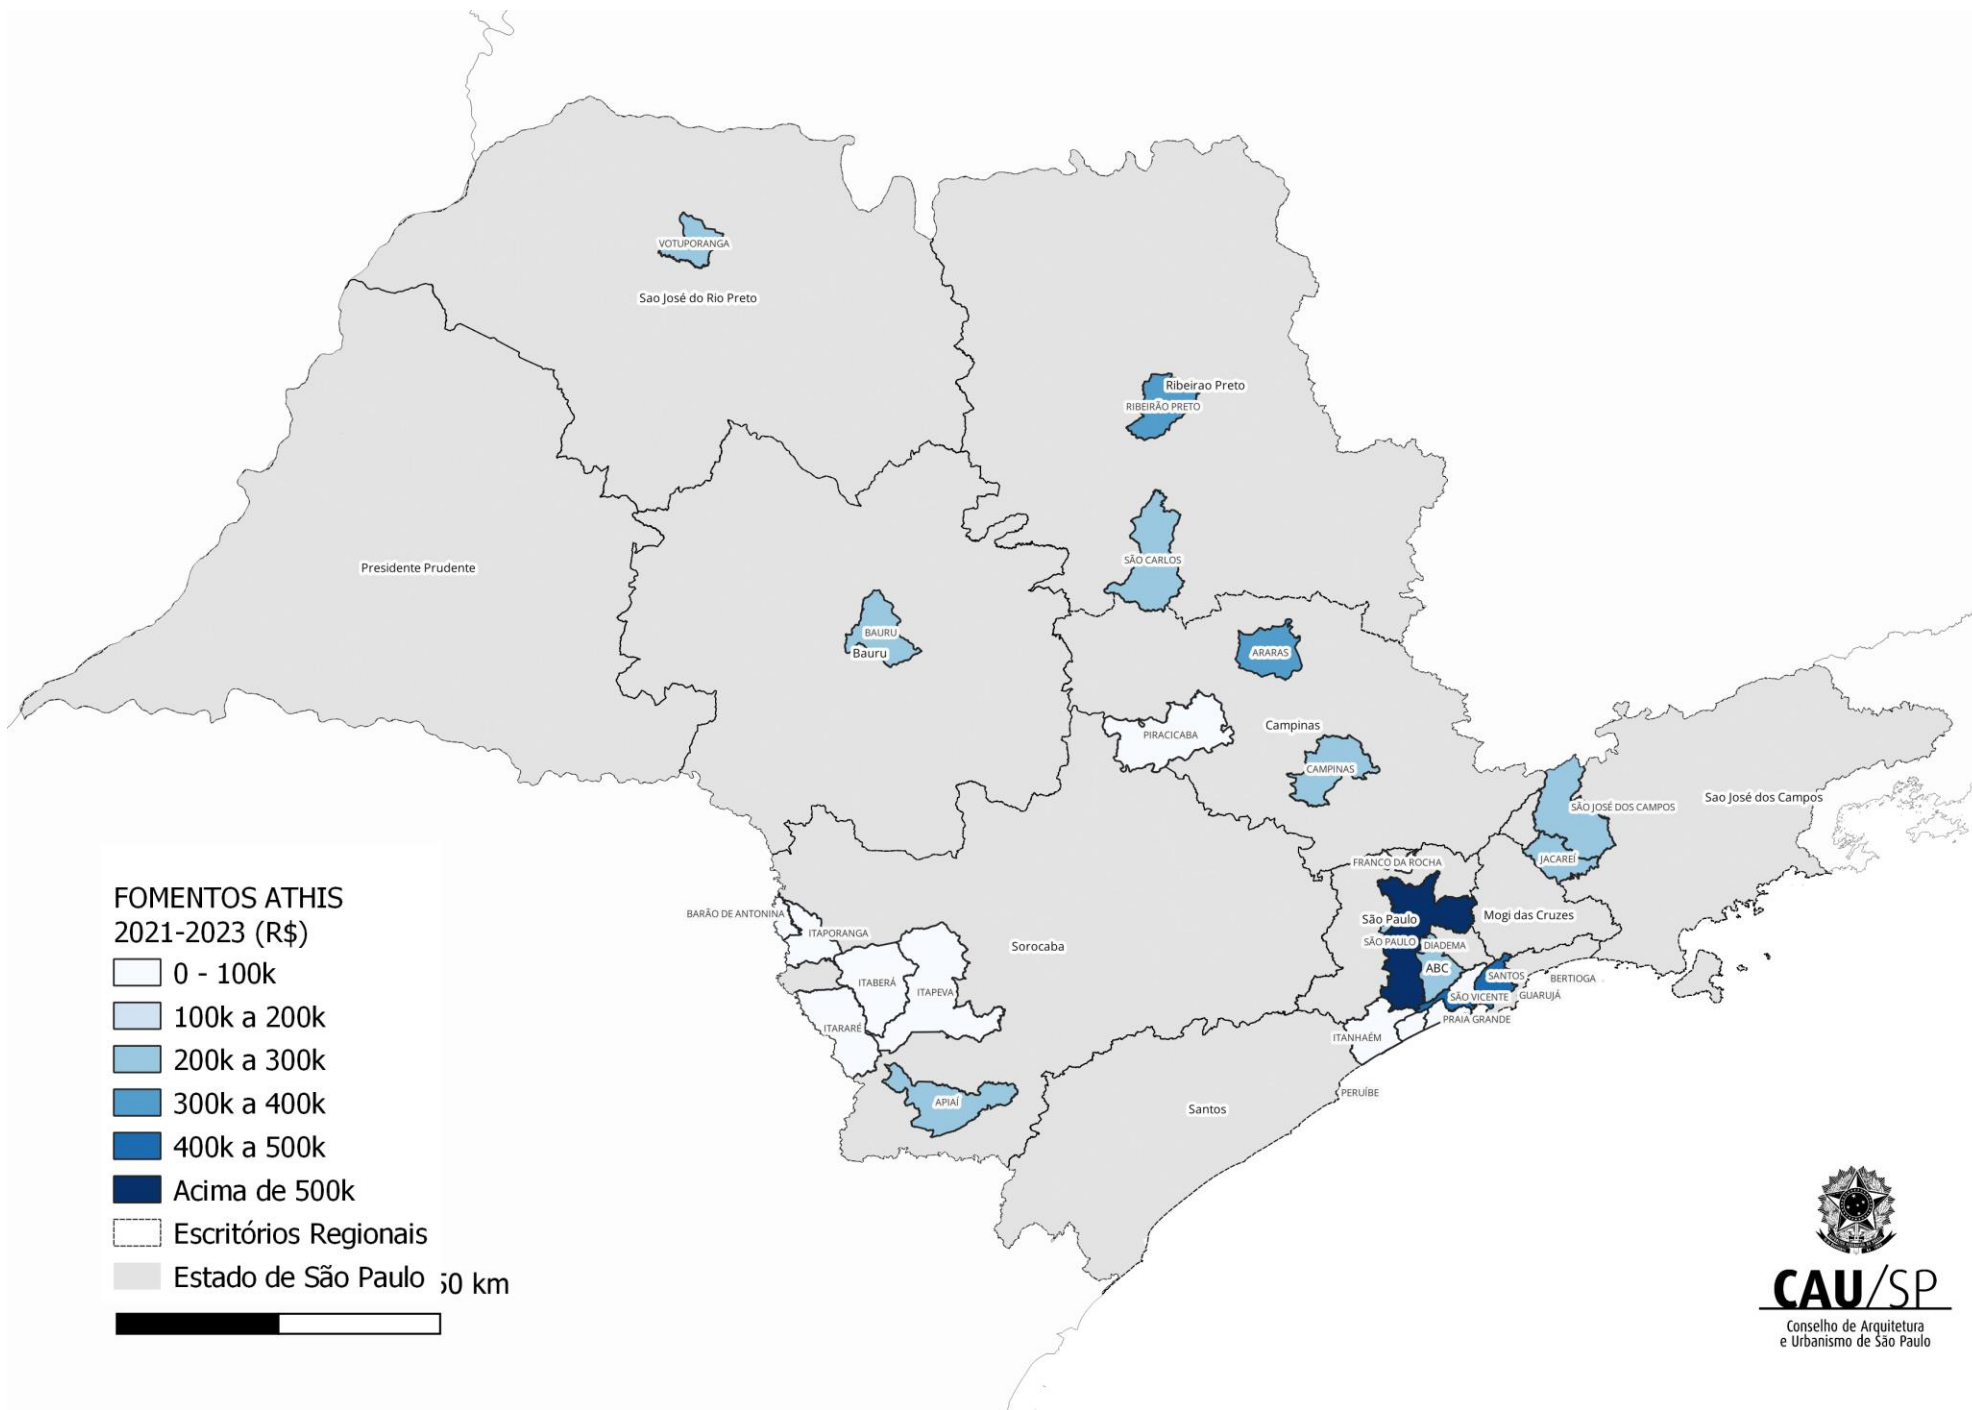 VOTUPORANGA
Sao José do Rio Preto
Ribeirao Preto
RIBEIRÃO PRETO
Presidente Prudente
SÃO CARLOS
BAURU
Bauru
ARARAS
Campinas
PIRACICABA
CAMPINAS
Sao José dos Campos
SÃO JOSÉ DOS CAMPOS
JACAREÍ
FRANCO DA ROCHA
BARÃO DE ANTONINA
ITAPORANGA
São Paulo
Mogi das Cruzes
SÃO PAULO
DIADEMA
Sorocaba
ABC
SANTOS
BERTIOGA
ITABERÁ
ITAPEVA
SÃO VICENTE
GUARUJÁ
ITARARÉ
PRAIA GRANDE
ITANHAÉM
PERUÍBE
APIAÍ
Santos
FOMENTOS ATHIS
2021-2023 (R$)
0 - 100k
100k a 200k
200k a 300k
300k a 400k
400k a 500k
Acima de 500k
Escritórios Regionais
Estado de São Paulo
50 km
CAU/SP
Conselho de Arquitetura
e Urbanismo de São Paulo